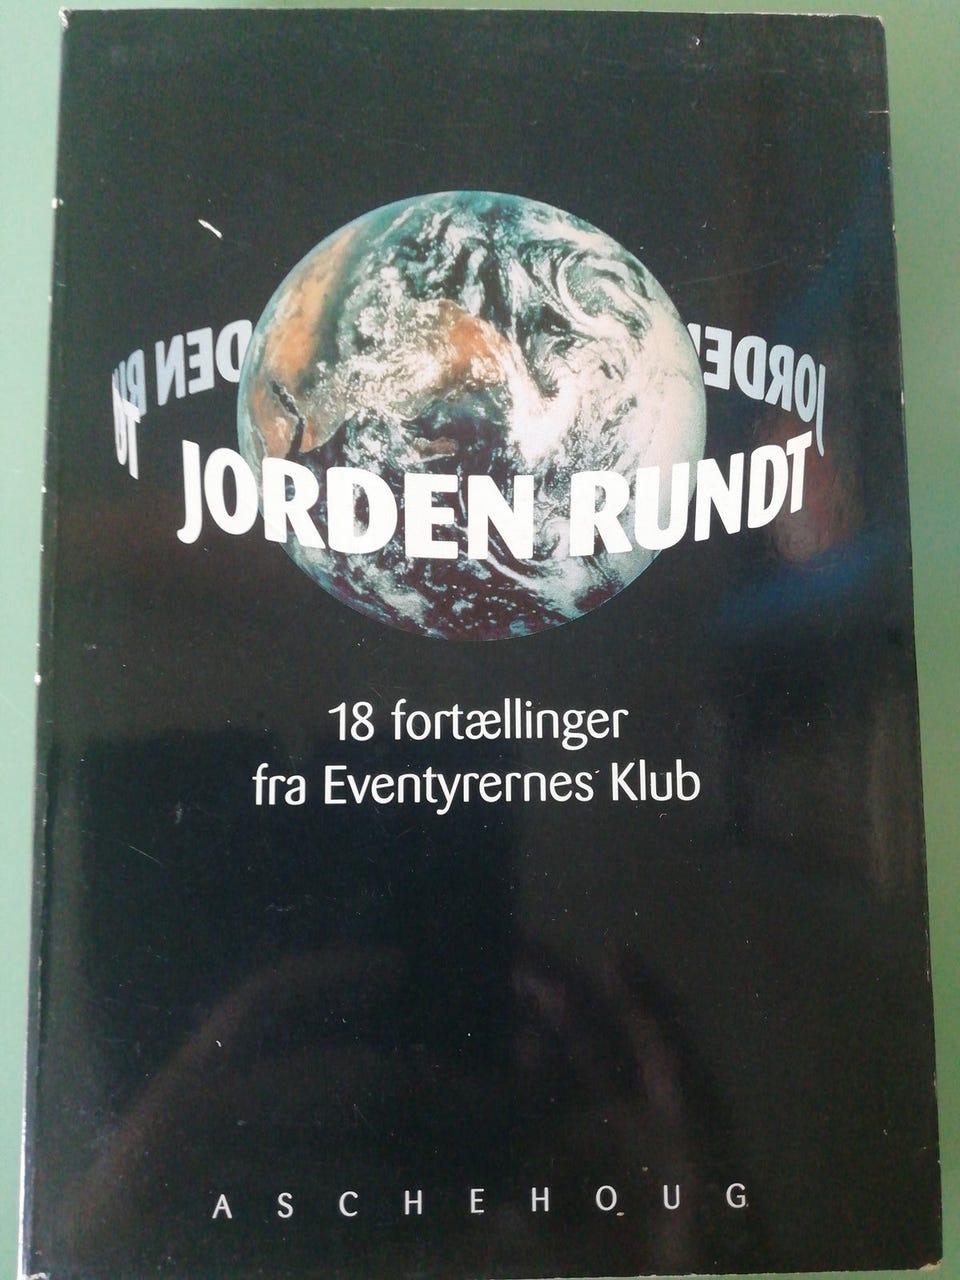 JORDEN RUNDT
18 fortællinger
fra Eventyrernes Klub
ASCHEHOUG